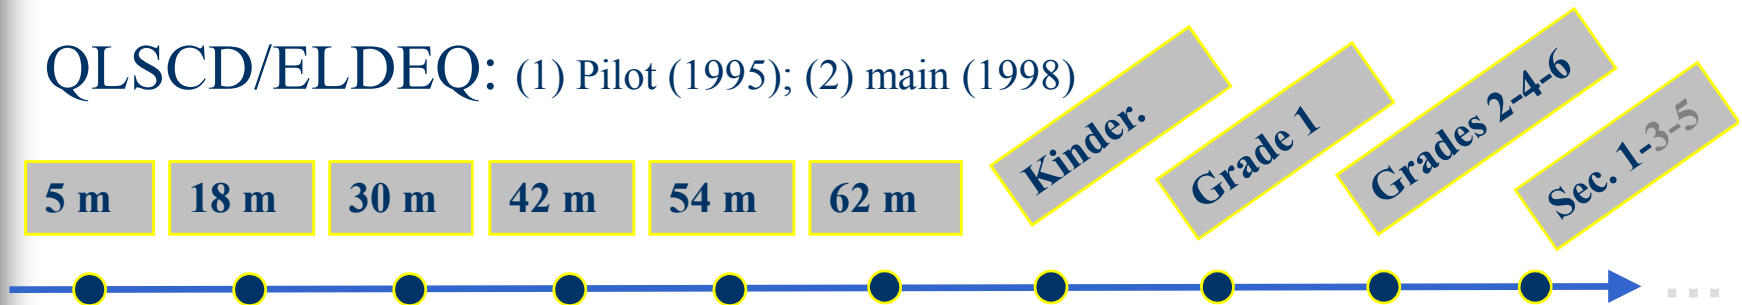 QLSCD/ELDEQ: (1) Pilot (1995); (2) main (1998)
5 m 18 m 30 m 42 m 54 m 62 m Kinder. Grade 1 Grades 2-4-6 Sec. 1-3-5
...